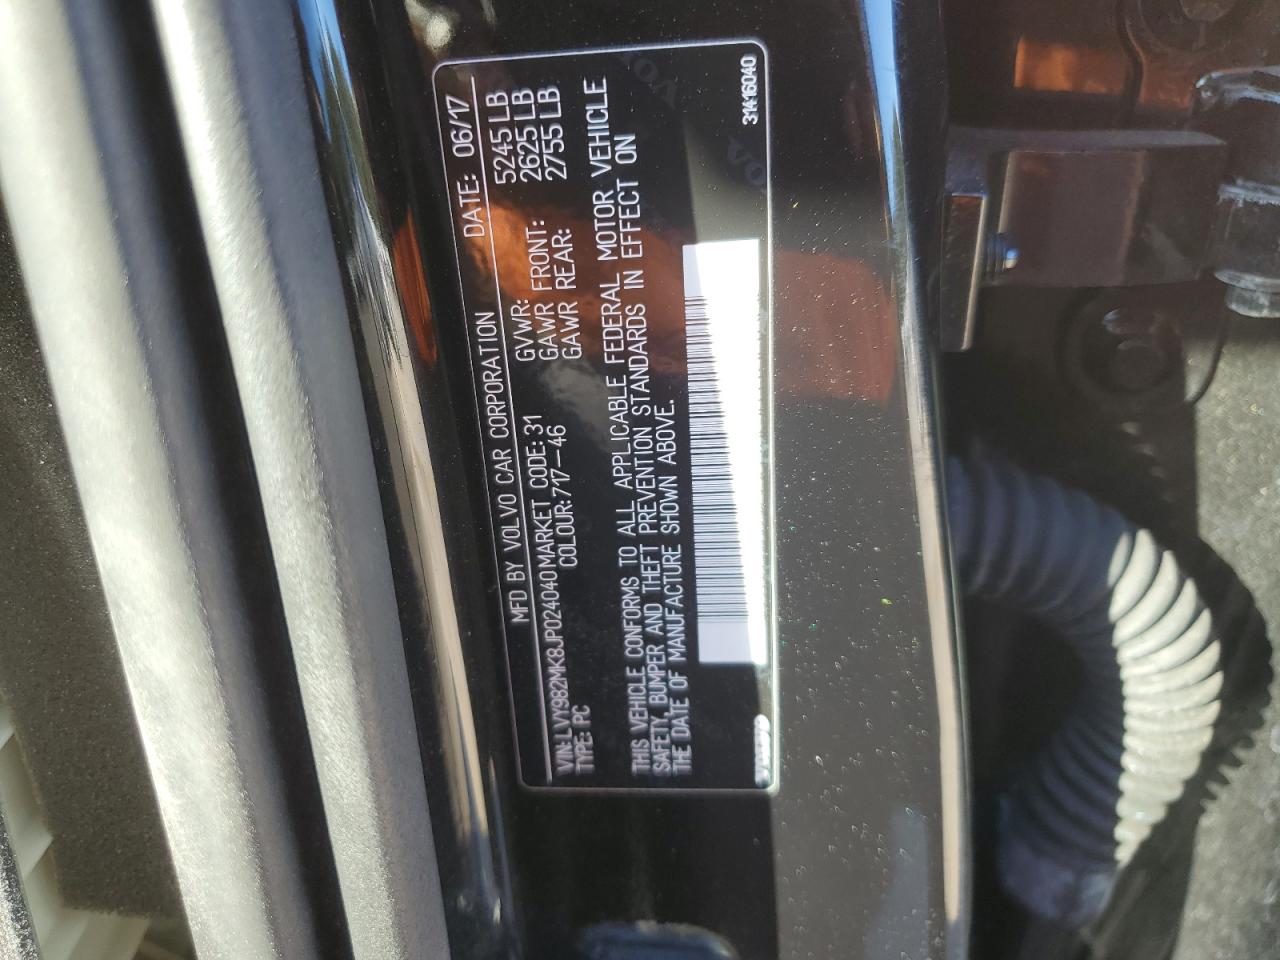 MFD BY VOLVO CAR CORPORATION DATE: 06/17
VIN: LVY982MK8JP024040 MARKET CODE: 31 GVWR: 5245 LB
TYPE: PC COLOUR: 717-46 GAWR FRONT: 2625 LB
GAWR REAR: 2755 LB
THIS VEHICLE CONFORMS TO ALL APPLICABLE FEDERAL MOTOR VEHICLE
SAFETY, BUMPER AND THEFT PREVENTION STANDARDS IN EFFECT ON
THE DATE OF MANUFACTURE SHOWN ABOVE.
31416040